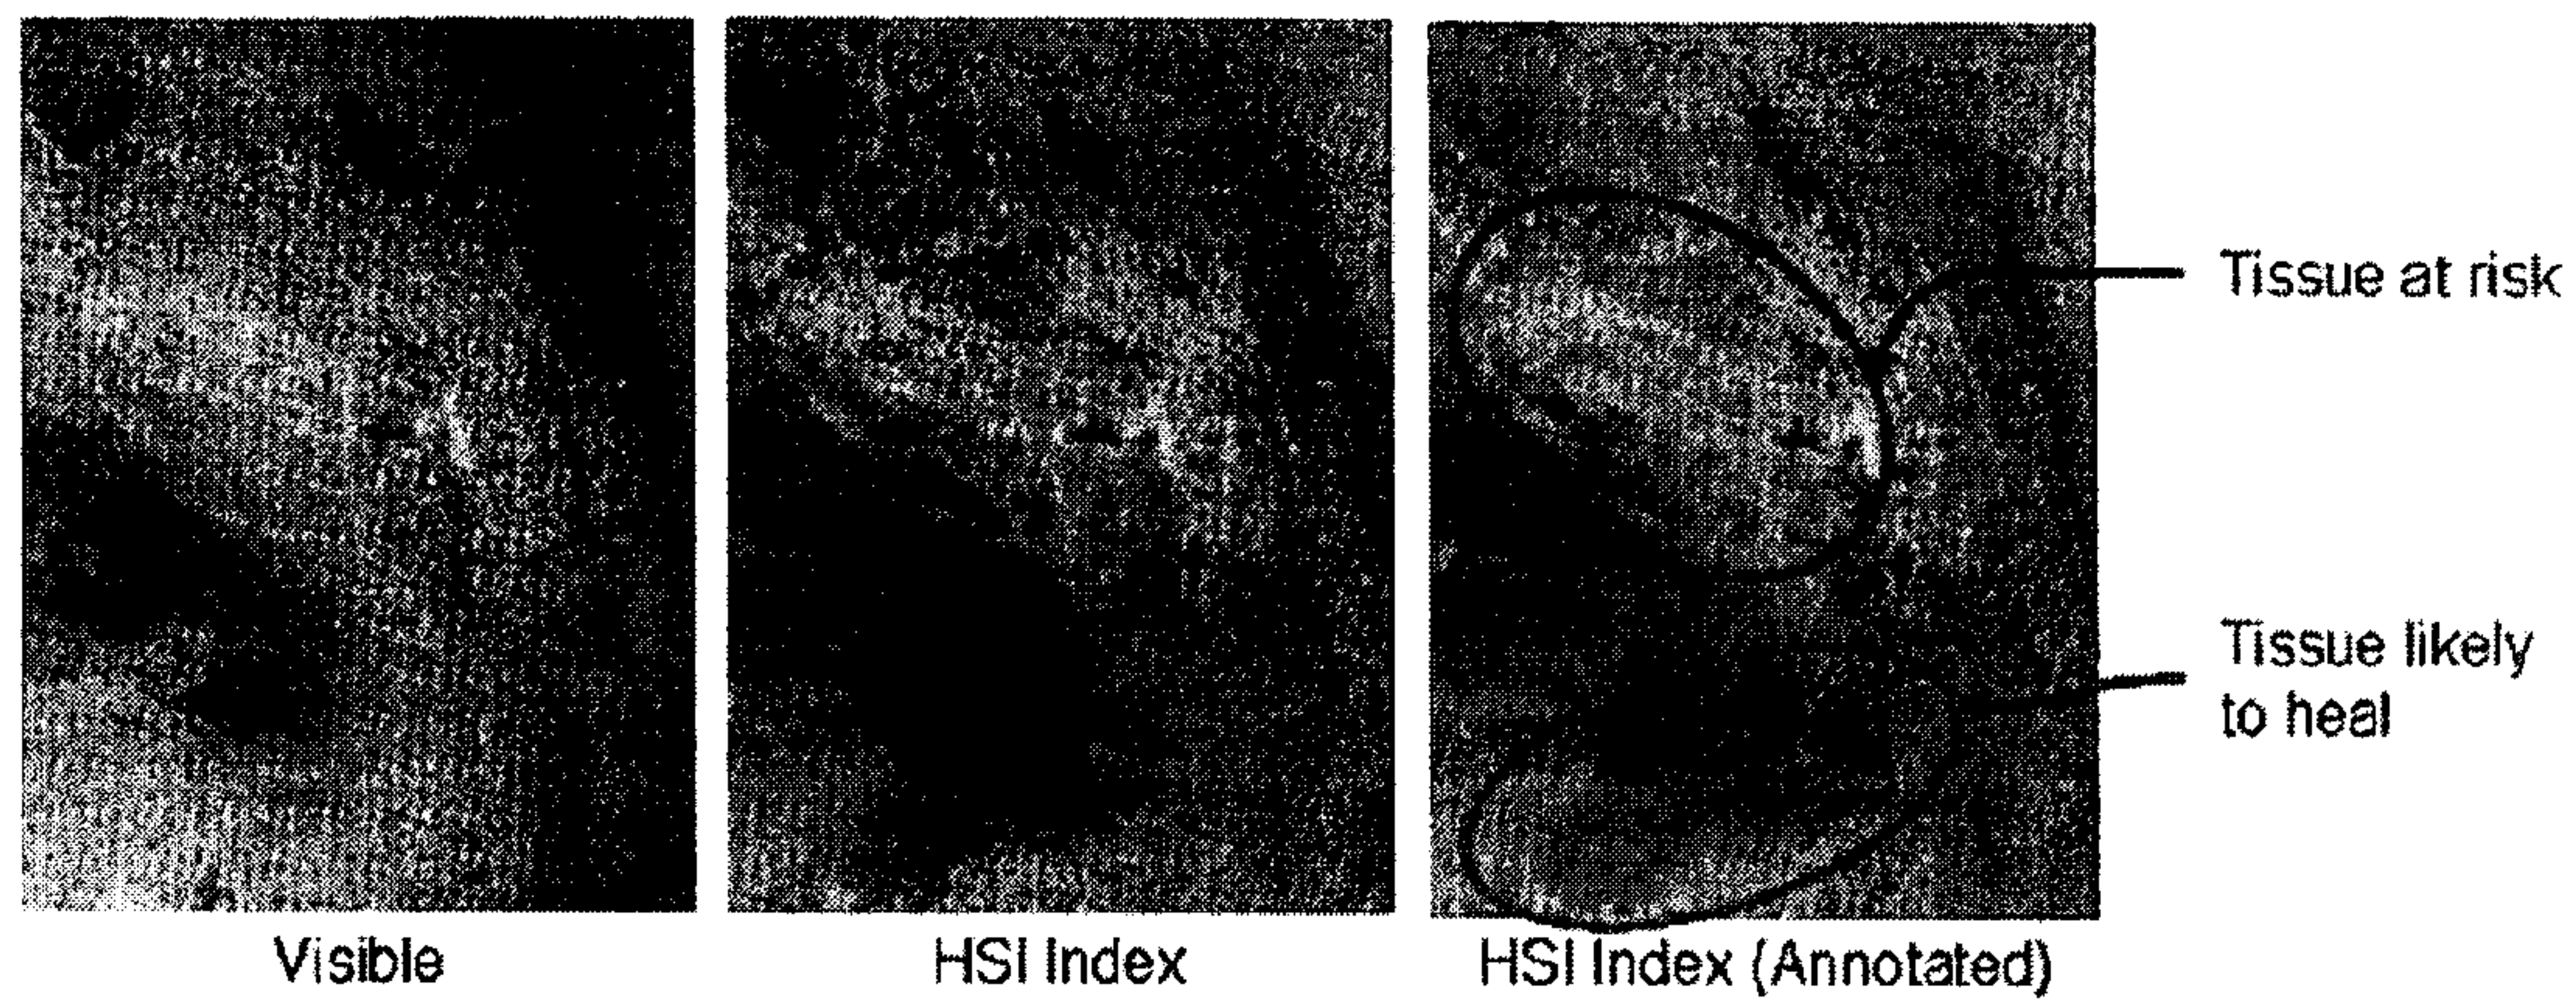 Tissue at risk
Tissue likely
to heal
Visible
HSI Index
HSI Index (Annotated)